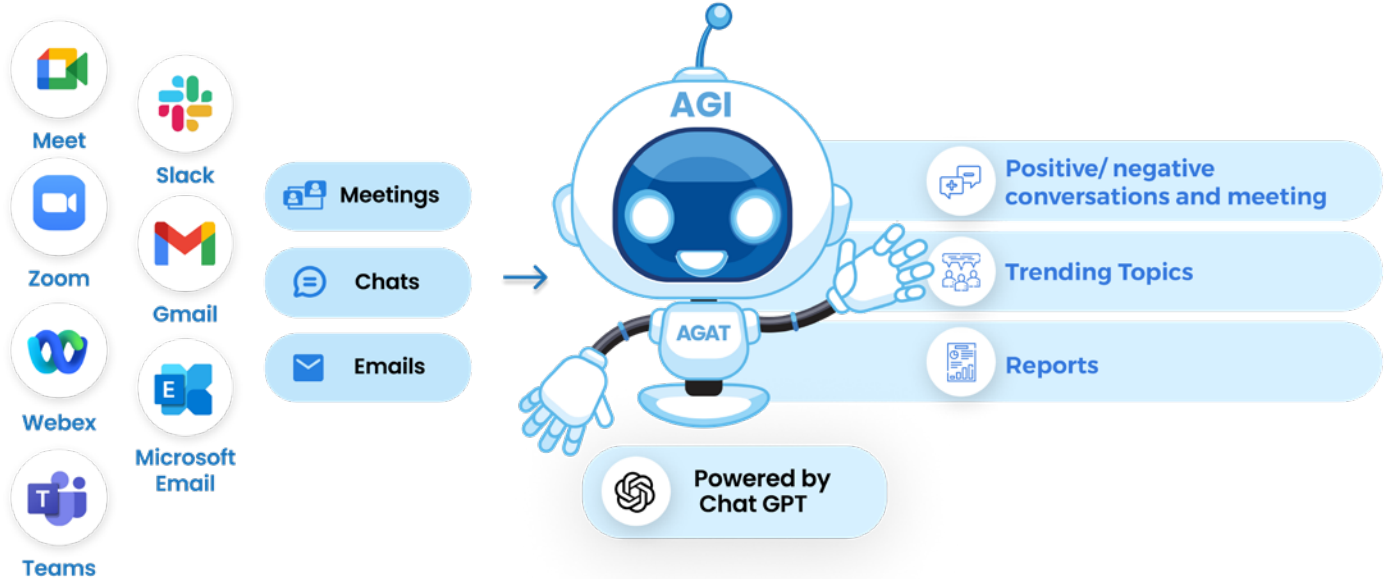 Meet
Zoom
Webex
Teams
Slack
Gmail
Microsoft
Email
Meetings
Chats
Emails
AGI
AGAT
Powered by
Chat GPT
Positive/ negative
conversations and meeting
Trending Topics
Reports
E
T